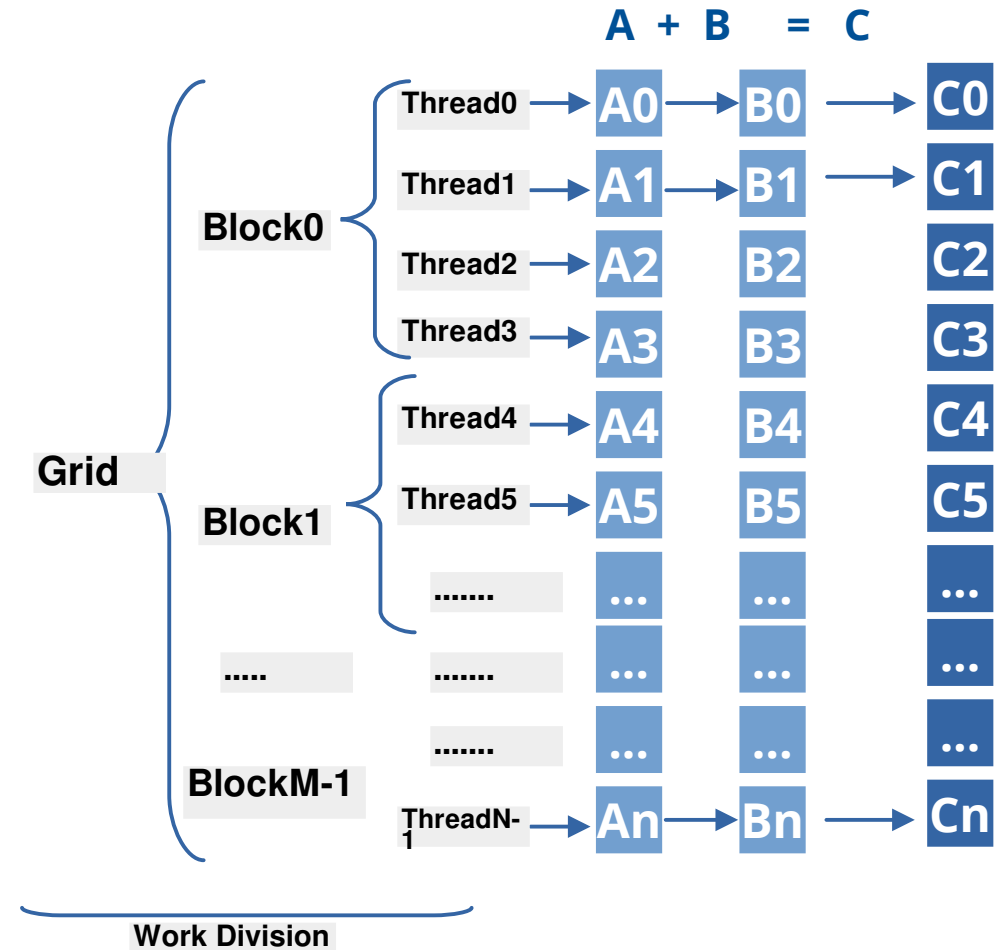 A + B = C
Thread0 A0 B0 C0
Thread1 A1 B1 C1
Block0
Thread2 A2 B2 C2
Thread3 A3 B3 C3
Thread4 A4 B4 C4
Grid
Thread5 A5 B5 C5
Block1
....... ... ... ...
..... ....... ... ... ...
....... ... ... ...
BlockM-1
ThreadN- An Bn Cn
1
Work Division